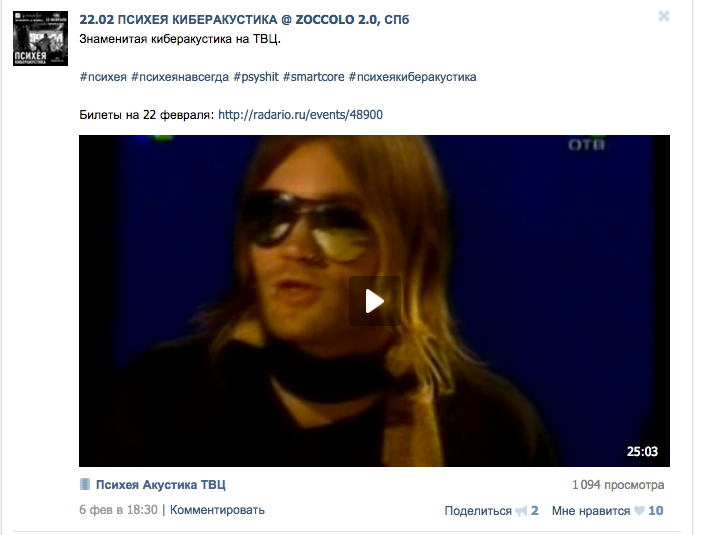 22.02 ПСИХЕЯ КИБЕРАКУСТИКА @ ZOCCOLO 2.0, СПб
Знаменитая киберакустика на ТВЦ.
#психея #психеянавсегда #psyshit #smartcore #психеякиберакустика
Билеты на 22 февраля: http://radario.ru/events/48900
ПСИХЕЯ
КИБЕРАКУСТИКА
ОТВ
25:03
Психея Акустика ТВЦ
1 094 просмотра
6 фев в 18:30 | Комментировать
Поделиться 2 Мне нравится 10